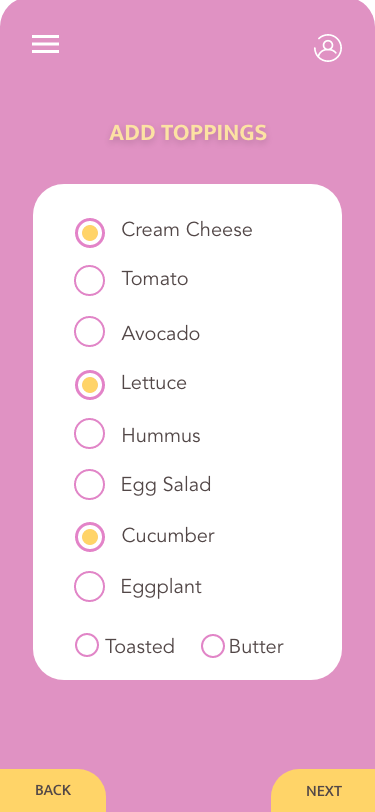 ADD TOPPINGS
Cream Cheese
Tomato
Avocado
Lettuce
Hummus
Egg Salad
Cucumber
Eggplant
Toasted Butter
BACK NEXT